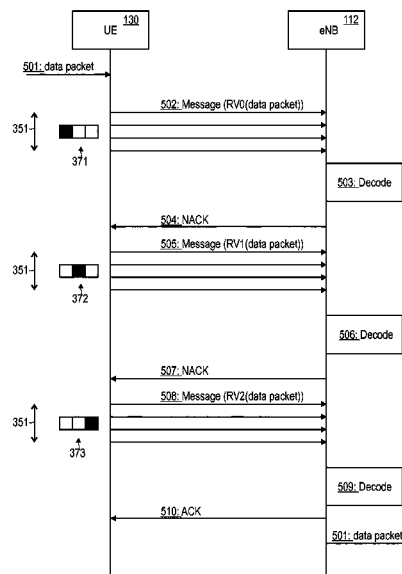 130
UE
112
eNB
501: data packet
502: Message (RV0(data packet))
351
371
503: Decode
504: NACK
505: Message (RV1(data packet))
351
372
506: Decode
507: NACK
508: Message (RV2(data packet))
351
373
509: Decode
510: ACK
501: data packet